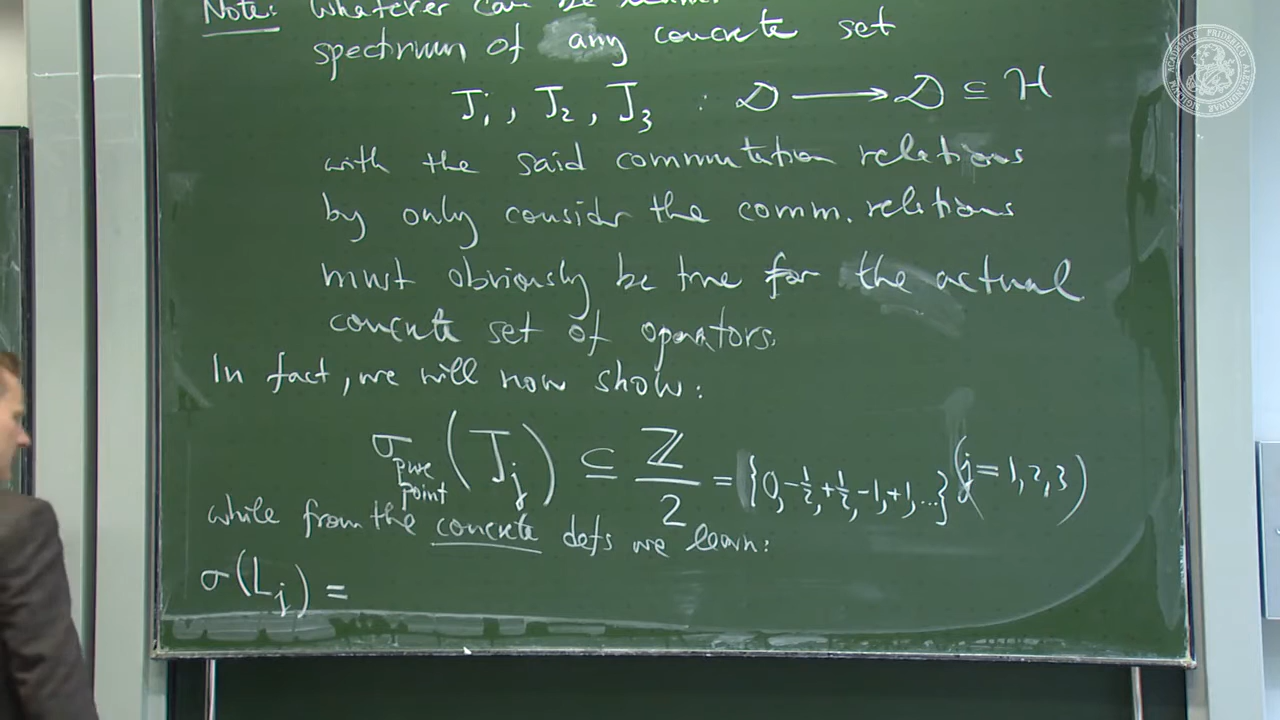 Note: Whatever can be
spectrum of any concrete set
J₁, J₂, J₃ : D ⟶ D ⊆ H
with the said commutation relations
by only consider the comm. relations
must obviously be true for the actual
concrete set of operators.
In fact, we will now show:
σ_pure point (J_j) ⊆ ℤ/2 = {0, -½, +½, -1, +1, ...} (j = 1, 2, 3)
while from the concrete defs we learn:
σ(L_j) =